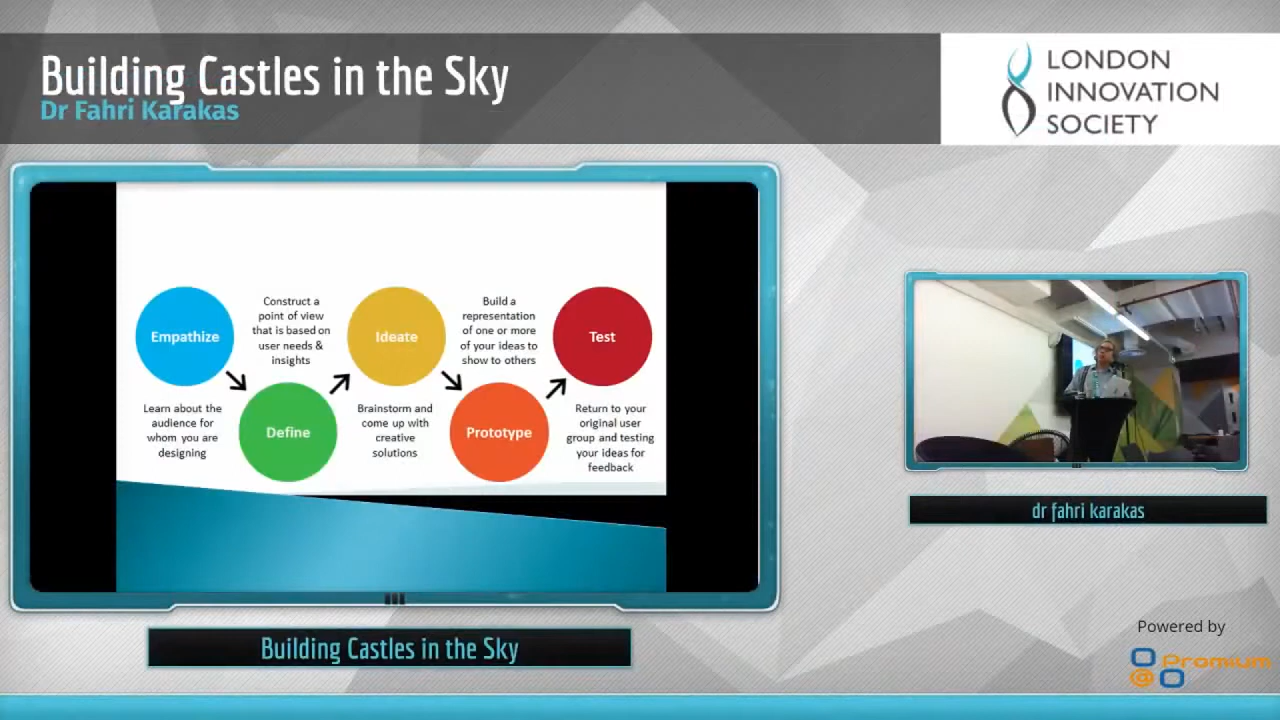 Building Castles in the Sky
Dr Fahri Karakas
LONDON
INNOVATION
SOCIETY
Empathize
Learn about the
audience for
whom you are
designing
Construct a
point of view
that is based on
user needs &
insights
Define
Ideate
Brainstorm and
come up with
creative
solutions
Build a
representation
of one or more
of your ideas to
show to others
Prototype
Test
Return to your
original user
group and testing
your ideas for
feedback
Building Castles in the Sky
dr fahri karakas
Powered by
Promium